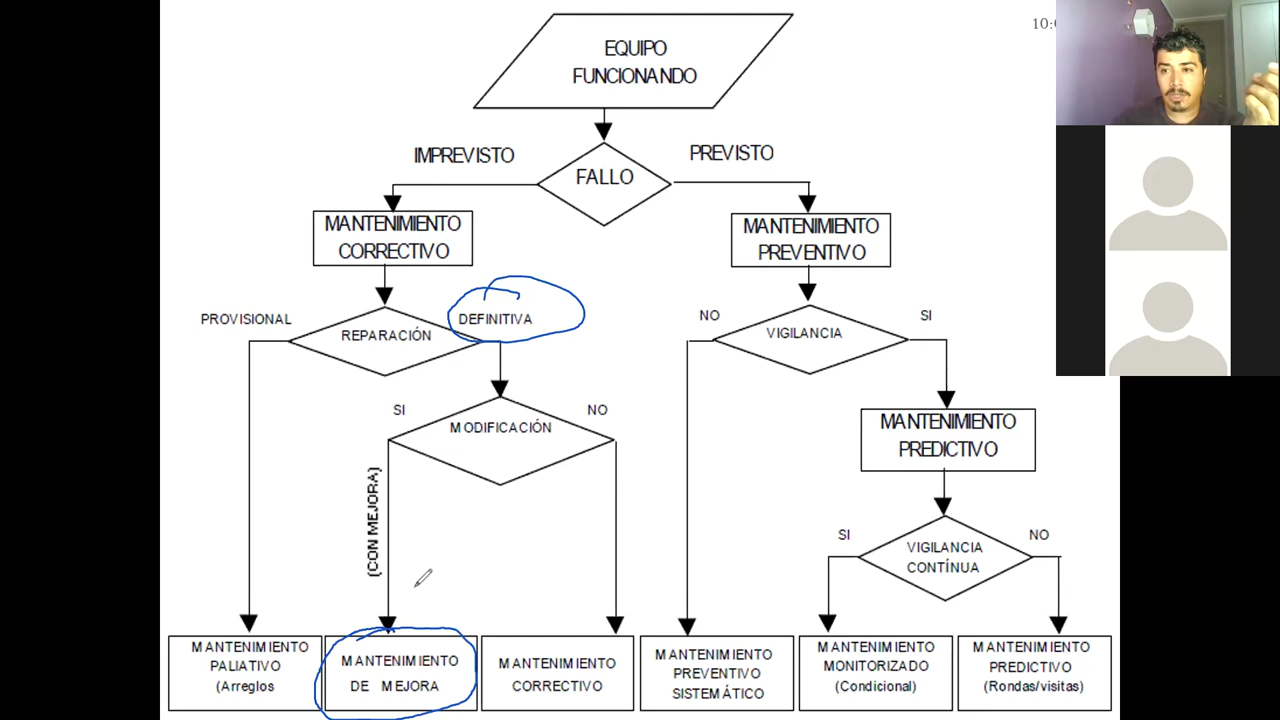 EQUIPO
FUNCIONANDO
IMPREVISTO
FALLO
PREVISTO
MANTENIMIENTO
CORRECTIVO
MANTENIMIENTO
PREVENTIVO
PROVISIONAL
REPARACIÓN
DEFINITIVA
NO
VIGILANCIA
SI
SI
MODIFICACIÓN
NO
MANTENIMIENTO
PREDICTIVO
(CON MEJORA)
SI
VIGILANCIA
CONTÍNUA
NO
MANTENIMIENTO
PALIATIVO
(Arreglos
MANTENIMIENTO
DE MEJORA
MANTENIMIENTO
CORRECTIVO
MANTENIMIENTO
PREVENTIVO
SISTEMÁTICO
MANTENIMIENTO
MONITORIZADO
(Condicional)
MANTENIMIENTO
PREDICTIVO
(Rondas/visitas)